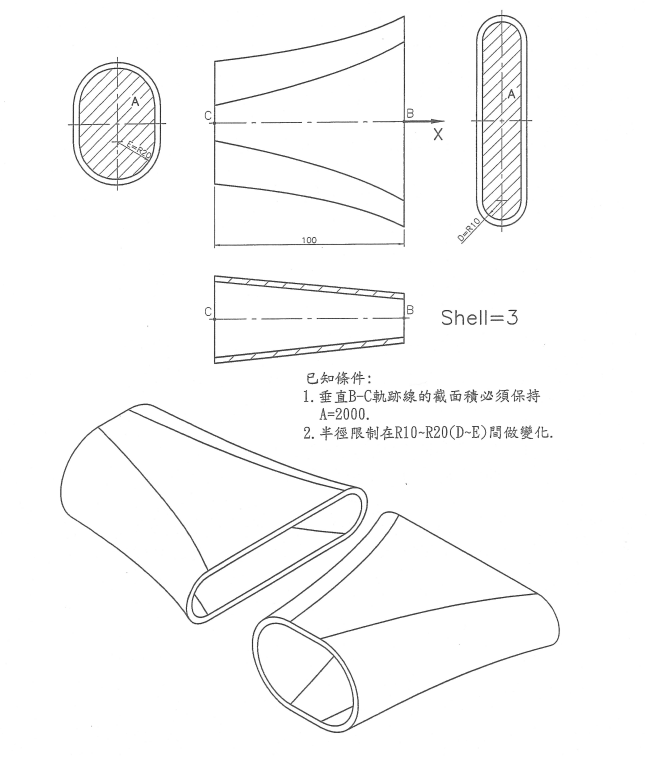 A
E=R20
C
B
X
A
D=R10
100
C
B
Shell=3
已知條件:
1.垂直B-C軌跡線的截面積必須保持
A=2000.
2.半徑限制在R10~R20(D~E)間做變化.